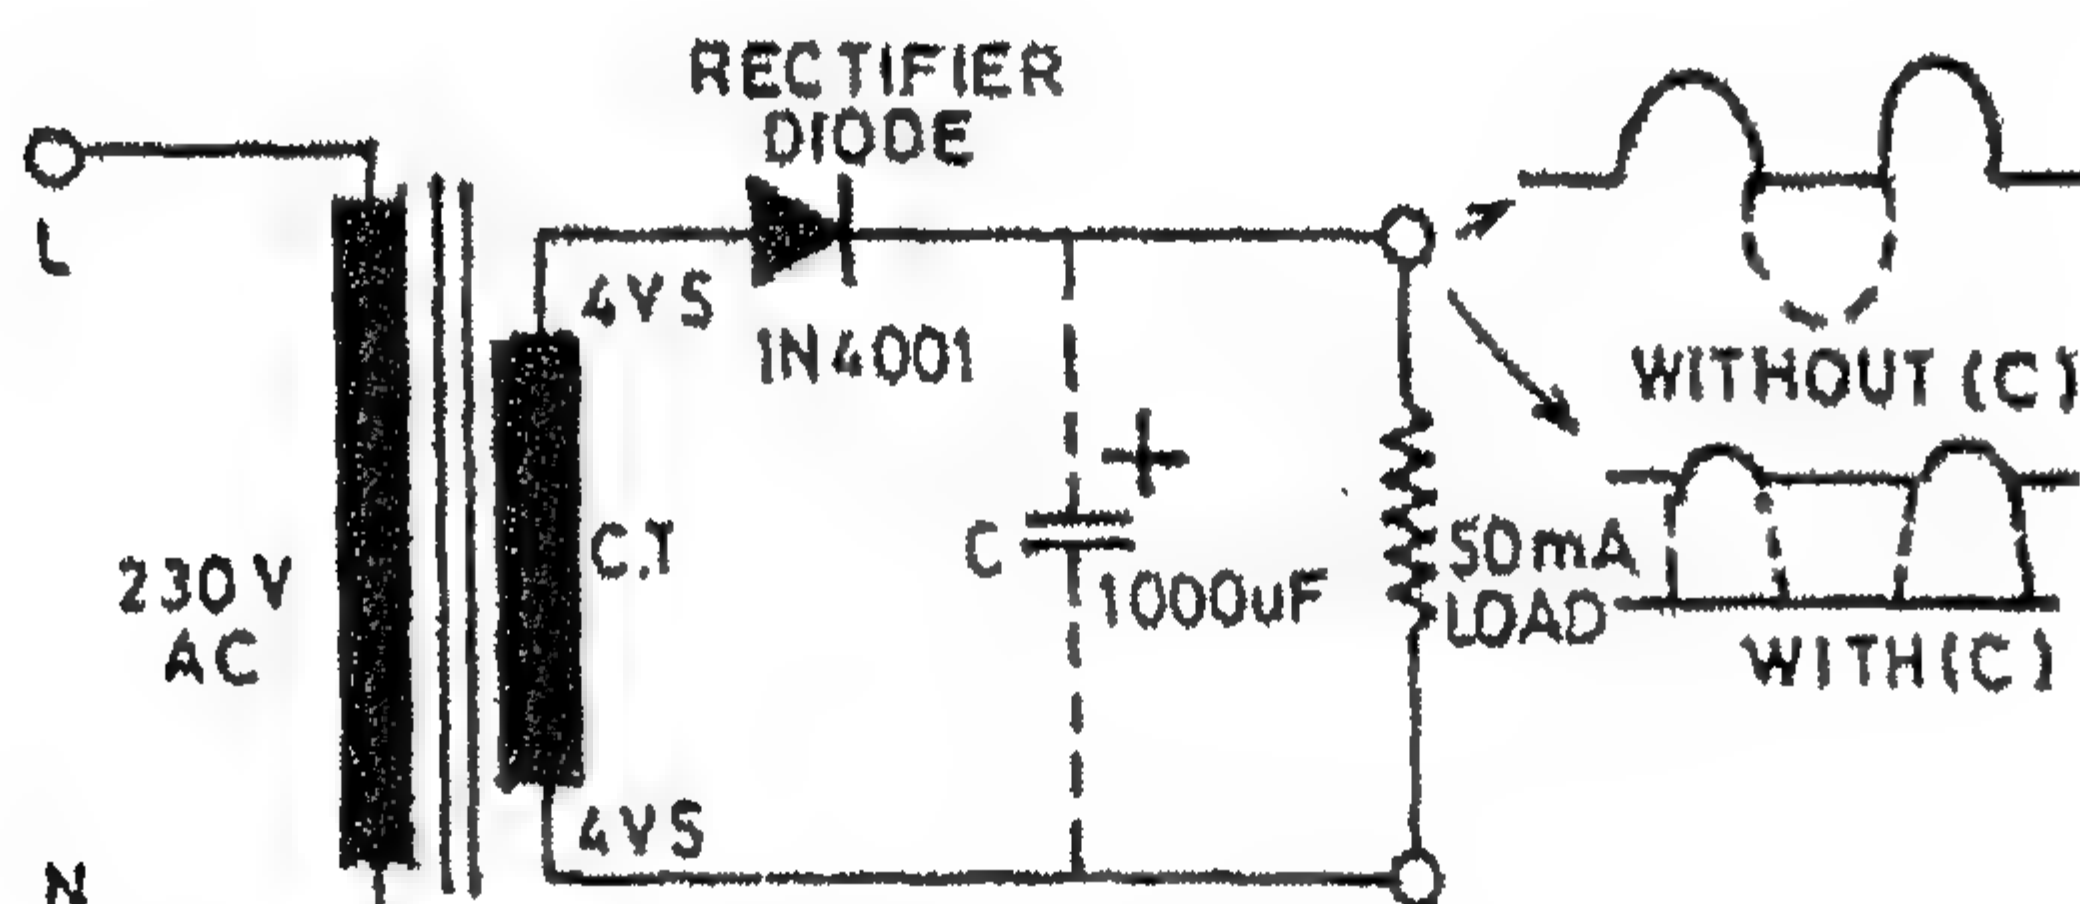 RECTIFIER
DIODE
L
4VS
1N4001
WITHOUT (C)
+
C.T
C
1000uF
50mA
LOAD
230V
AC
WITH(C)
4VS
N